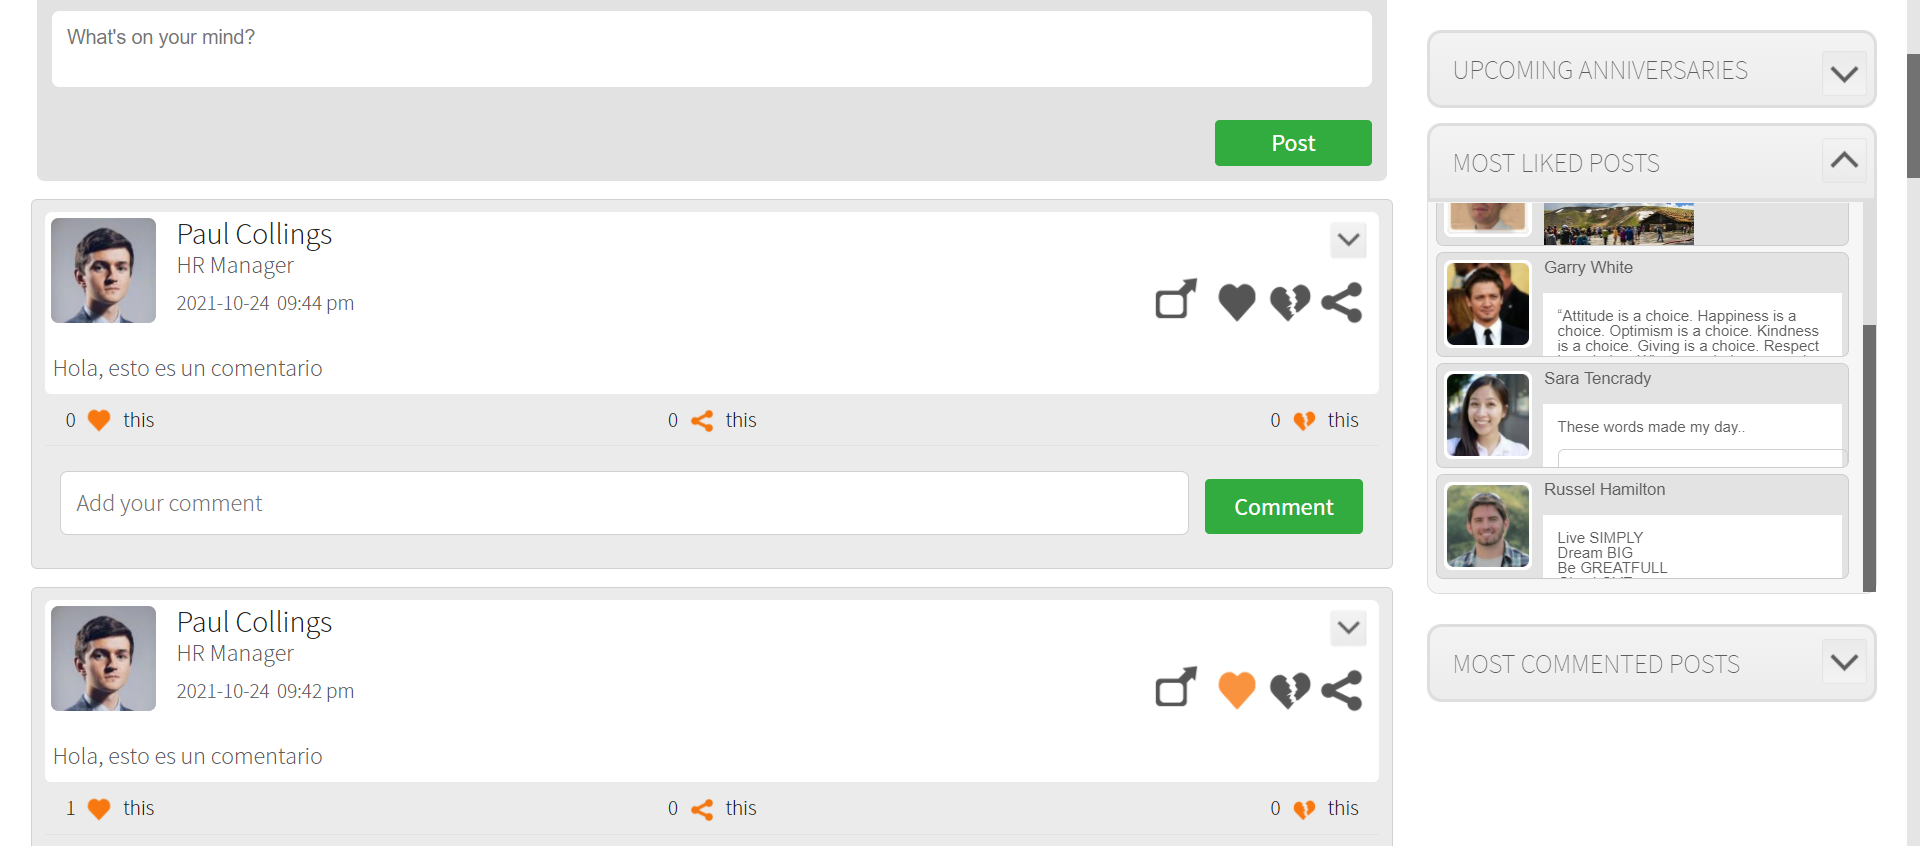 What's on your mind?
Post
Paul Collings
HR Manager
2021-10-24 09:44 pm
Hola, esto es un comentario
0 this
0 this
0 this
Add your comment
Comment
Paul Collings
HR Manager
2021-10-24 09:42 pm
Hola, esto es un comentario
1 this
0 this
0 this
UPCOMING ANNIVERSARIES
MOST LIKED POSTS
Garry White
“Attitude is a choice. Happiness is a
choice. Optimism is a choice. Kindness
is a choice. Giving is a choice. Respect
Sara Tencrady
These words made my day..
Russel Hamilton
Live SIMPLY
Dream BIG
Be GREATFULL
MOST COMMENTED POSTS